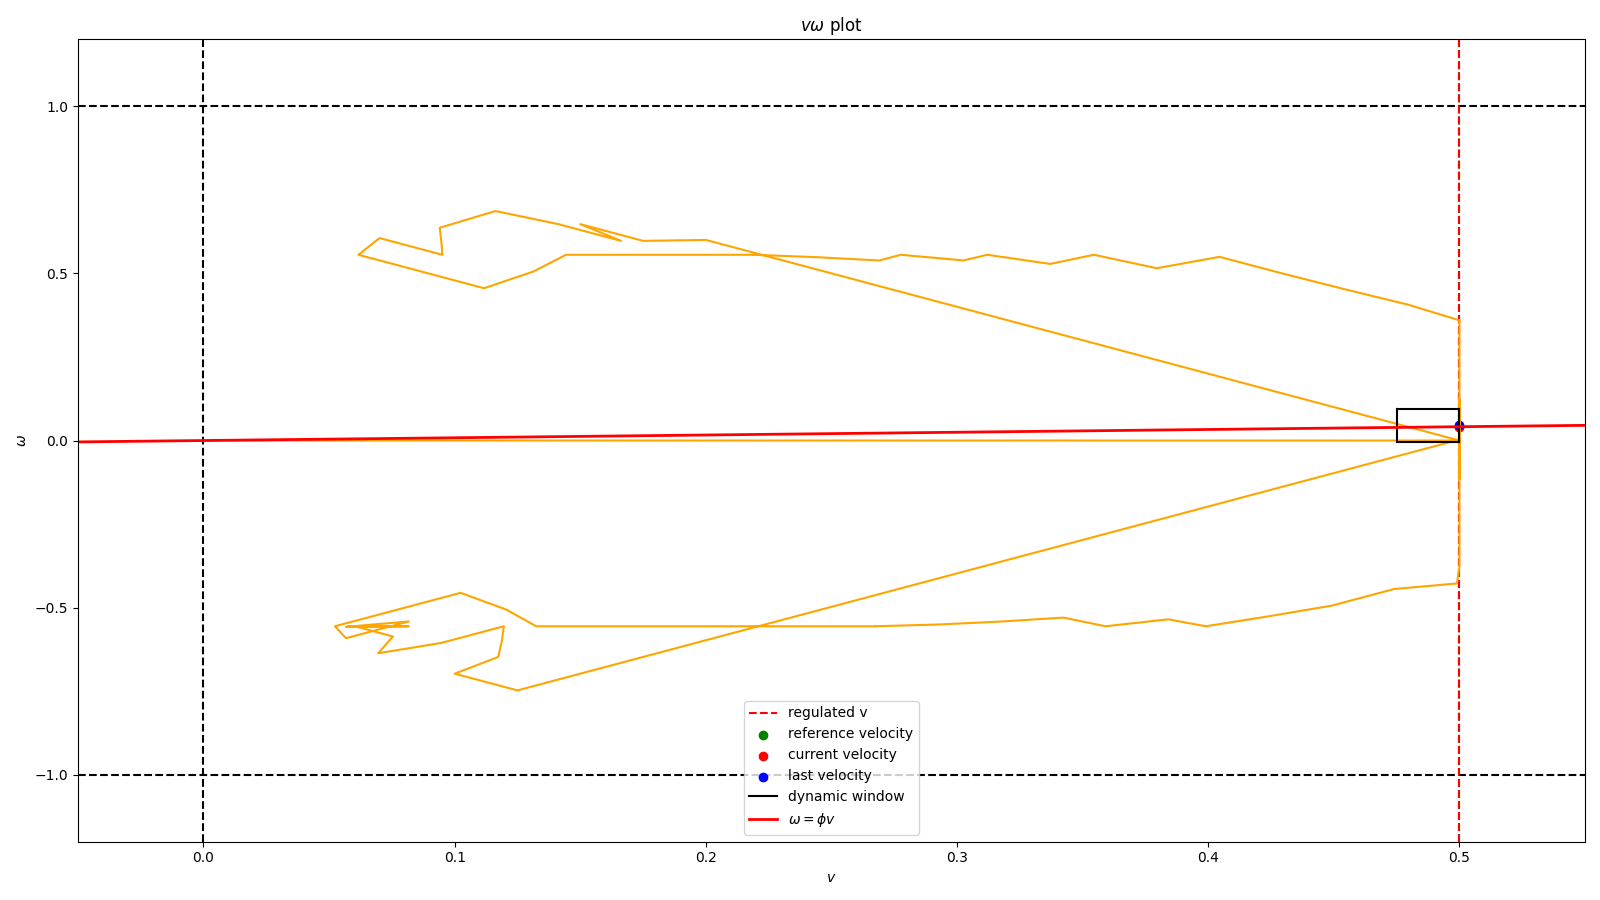 vω plot
1.0
0.5
0.0
−0.5
−1.0
ω
0.0
0.1
0.2
0.3
0.4
0.5
v
regulated v
reference velocity
current velocity
last velocity
dynamic window
ω = ϕv